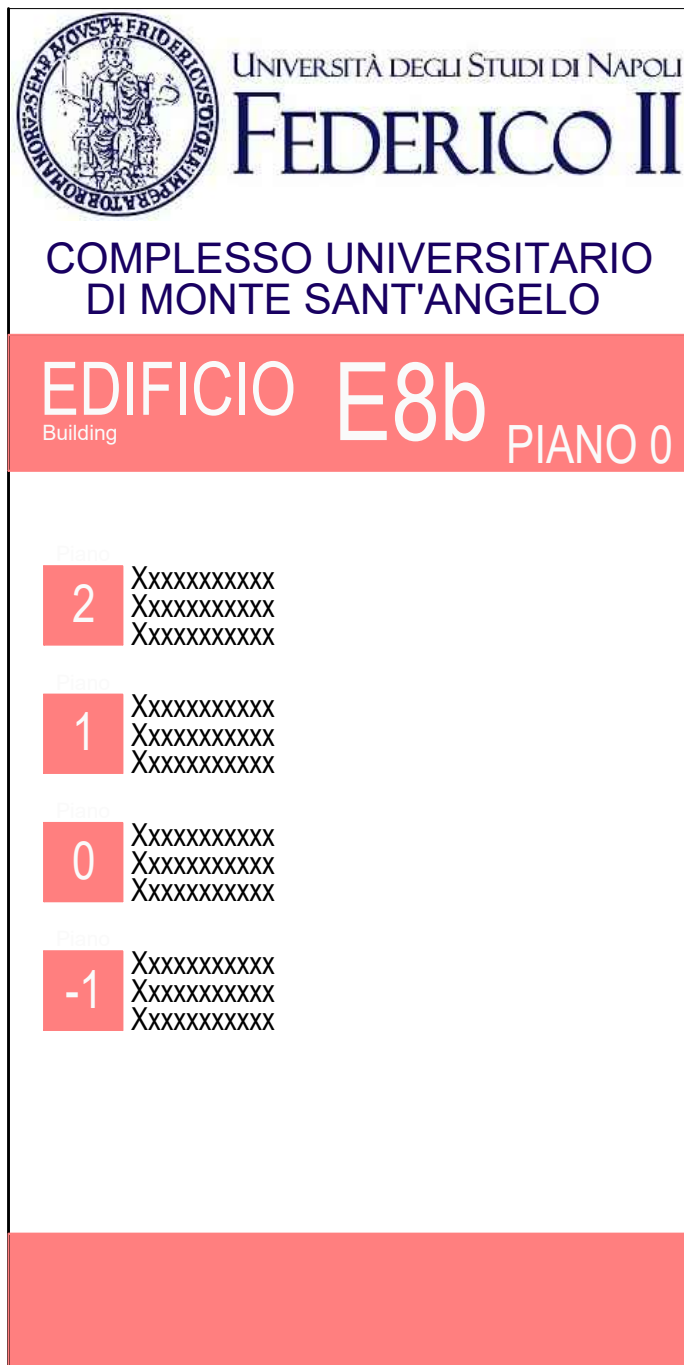 UNIVERSITÀ DEGLI STUDI DI NAPOLI
FEDERICO II
COMPLESSO UNIVERSITARIO
DI MONTE SANT'ANGELO
EDIFICIO E8b PIANO 0
Building
Piano
2
Xxxxxxxxxxx
Xxxxxxxxxxx
Xxxxxxxxxxx
Piano
1
Xxxxxxxxxxx
Xxxxxxxxxxx
Xxxxxxxxxxx
Piano
0
Xxxxxxxxxxx
Xxxxxxxxxxx
Xxxxxxxxxxx
Piano
-1
Xxxxxxxxxxx
Xxxxxxxxxxx
Xxxxxxxxxxx